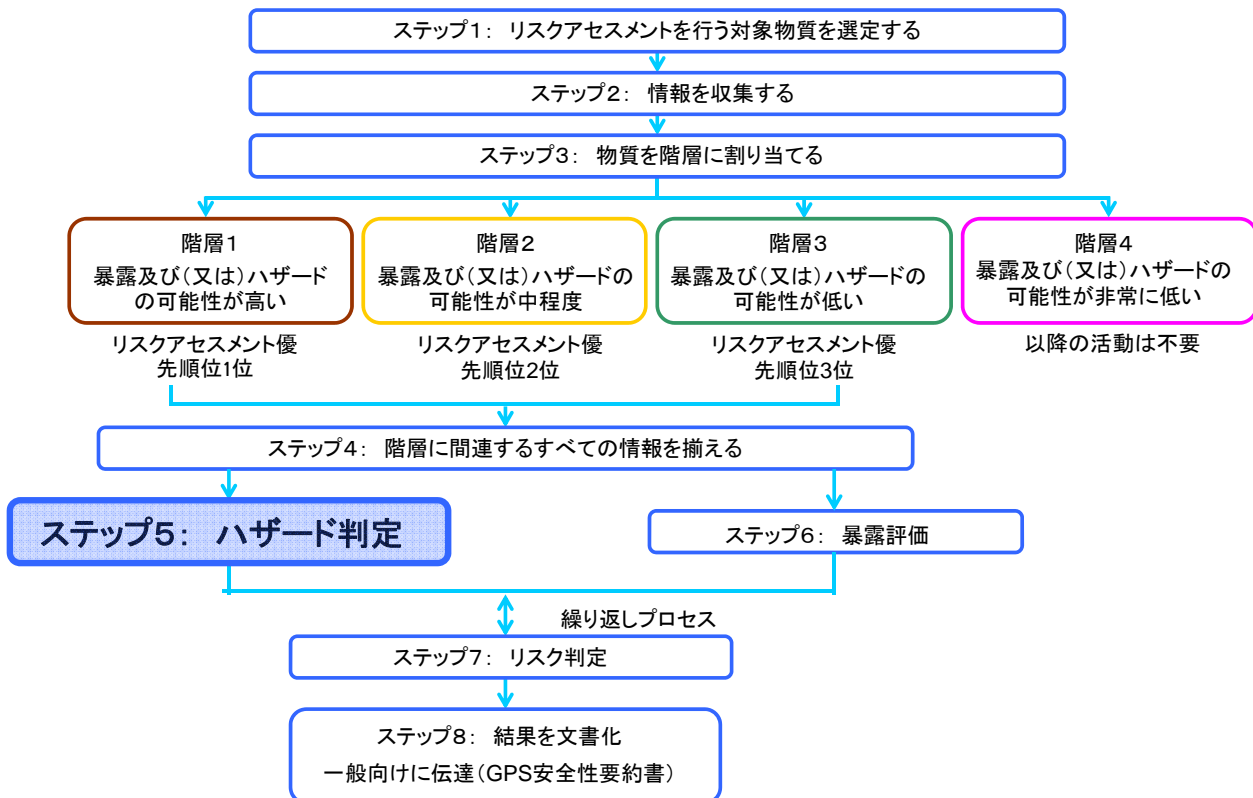 ステップ1： リスクアセスメントを行う対象物質を選定する
ステップ2： 情報を収集する
ステップ3： 物質を階層に割り当てる
階層1
暴露及び（又は）ハザード
の可能性が高い
階層2
暴露及び（又は）ハザードの
可能性が中程度
階層3
暴露及び（又は）ハザードの
可能性が低い
階層4
暴露及び（又は）ハザードの
可能性が非常に低い
リスクアセスメント優
先順位1位
リスクアセスメント優
先順位2位
リスクアセスメント優
先順位3位
以降の活動は不要
ステップ4： 階層に間連するすべての情報を揃える
ステップ5： ハザード判定
ステップ6： 暴露評価
繰り返しプロセス
ステップ7： リスク判定
ステップ8： 結果を文書化
一般向けに伝達（GPS安全性要約書）